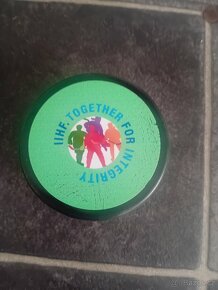 IIHF. TOGETHER FOR INTEGRITY